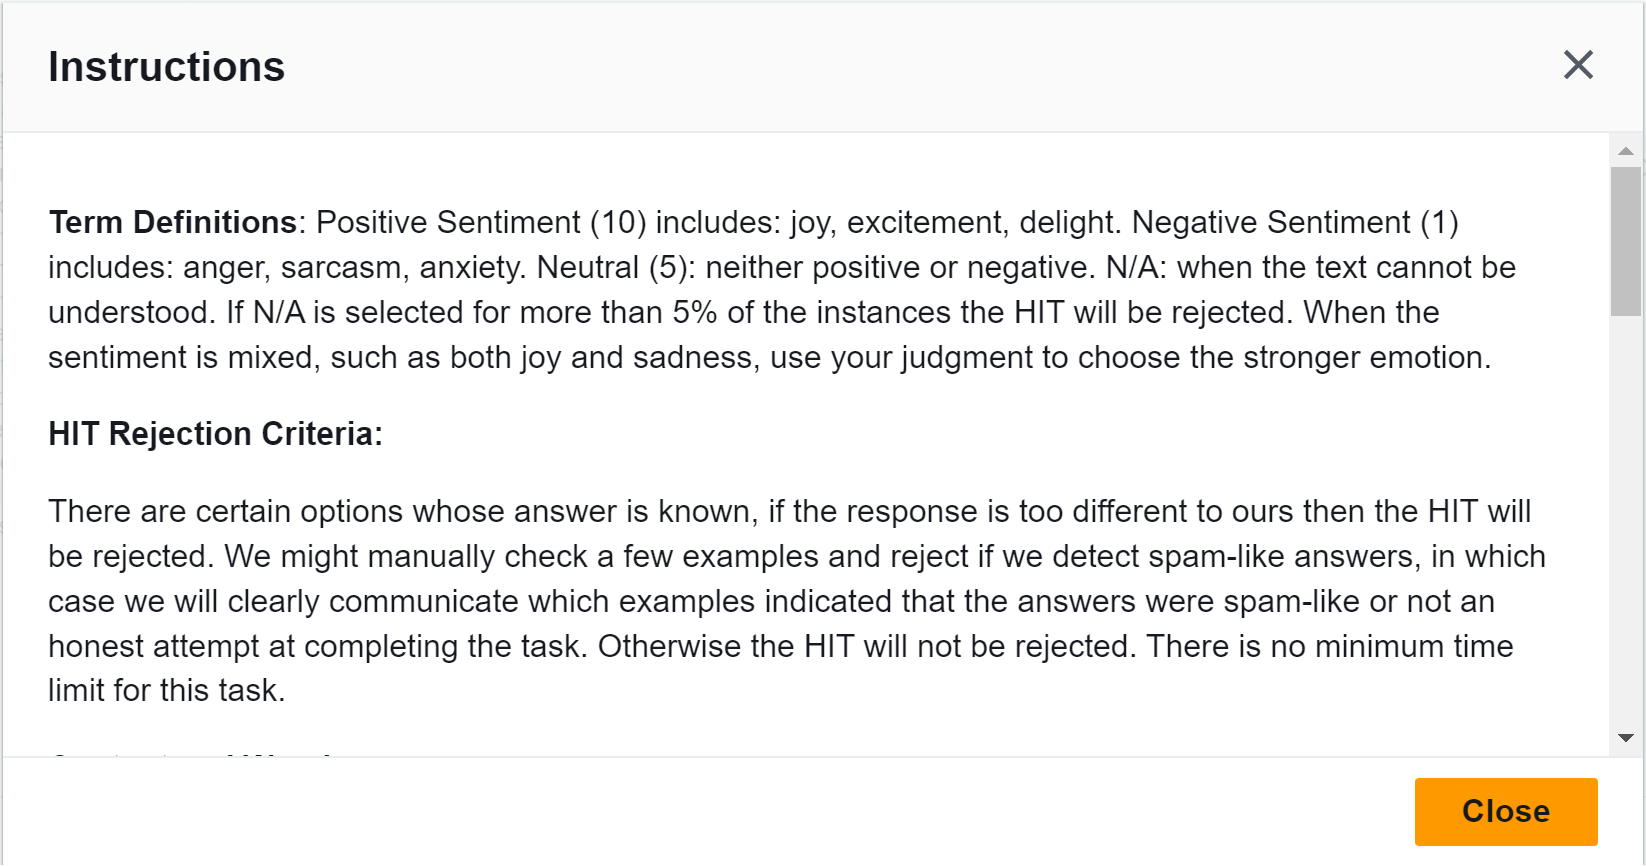 Instructions
Term Definitions: Positive Sentiment (10) includes: joy, excitement, delight. Negative Sentiment (1)
includes: anger, sarcasm, anxiety. Neutral (5): neither positive or negative. N/A: when the text cannot be
understood. If N/A is selected for more than 5% of the instances the HIT will be rejected. When the
sentiment is mixed, such as both joy and sadness, use your judgment to choose the stronger emotion.
HIT Rejection Criteria:
There are certain options whose answer is known, if the response is too different to ours then the HIT will
be rejected. We might manually check a few examples and reject if we detect spam-like answers, in which
case we will clearly communicate which examples indicated that the answers were spam-like or not an
honest attempt at completing the task. Otherwise the HIT will not be rejected. There is no minimum time
limit for this task.
Close